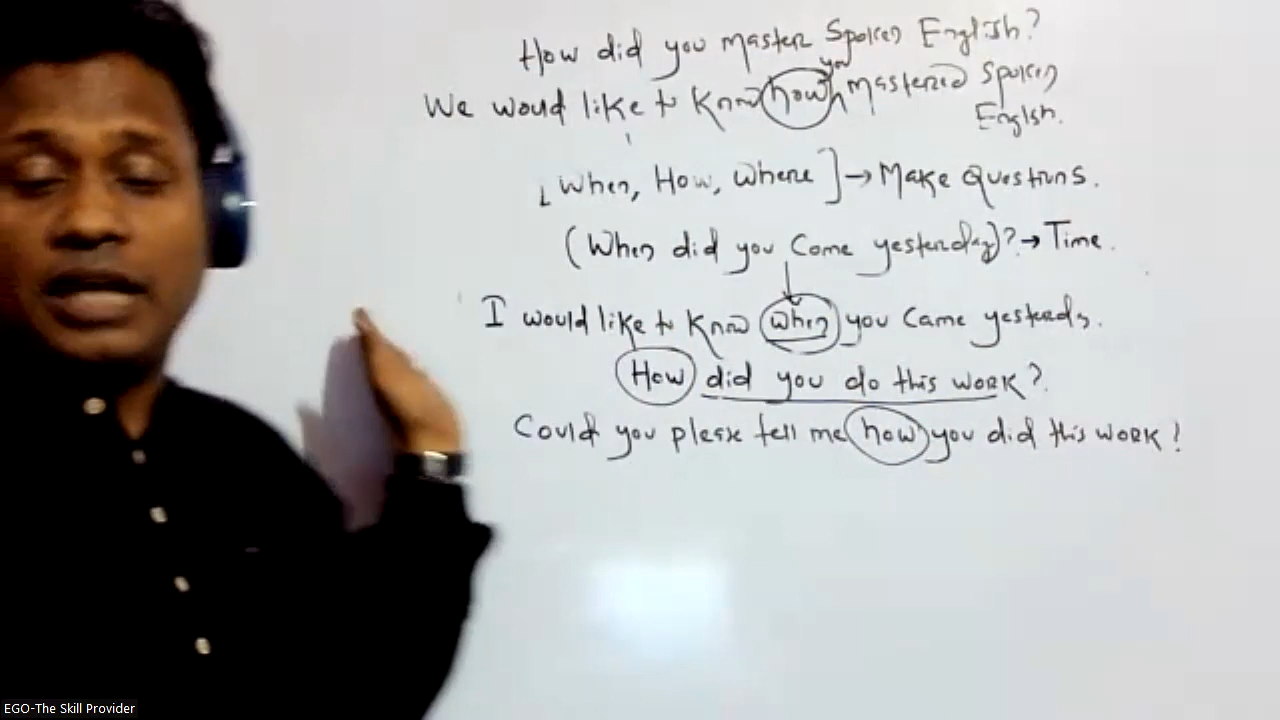 How did you master Spoken English?
We would like to know how you mastered Spoken
English.
[When, How, Where] → Make Questions.
(When did you Come yesterday)? → Time.
I would like to know when you Came yesterdy.
How did you do this work?
Could you please tell me how you did this work?
EGO-The Skill Provider